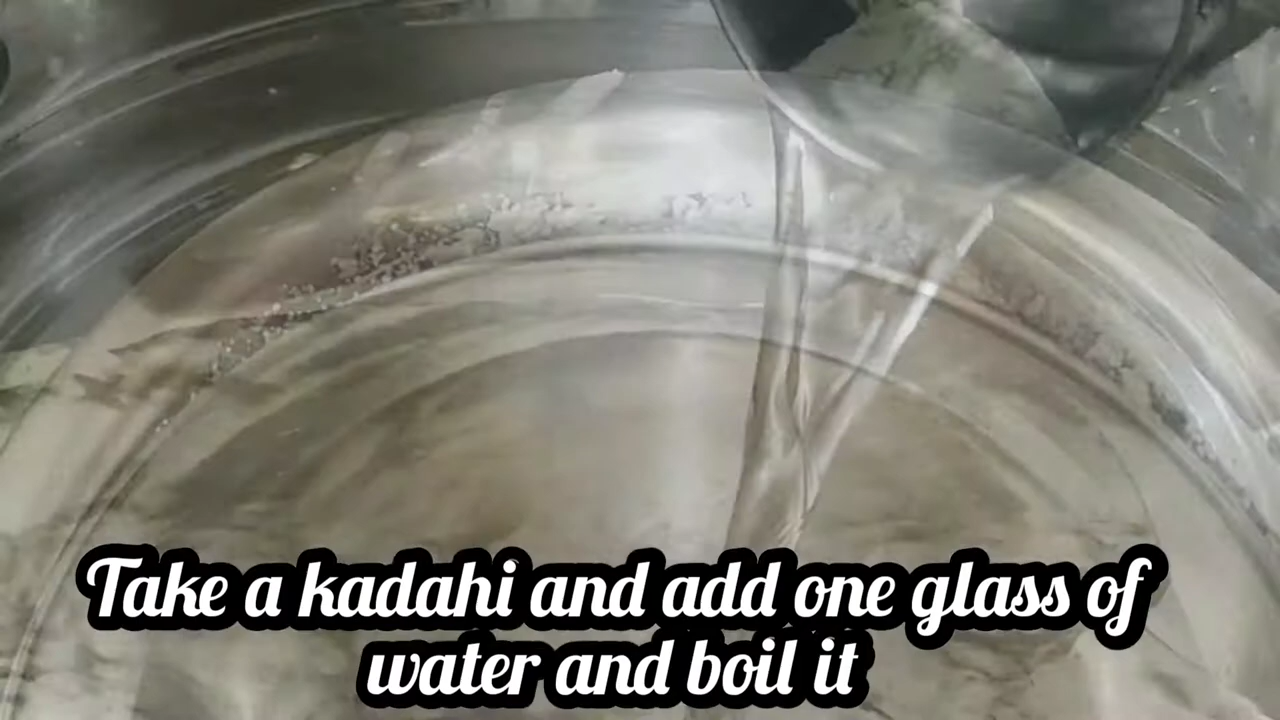 Take a kadahi and add one glass of
water and boil it